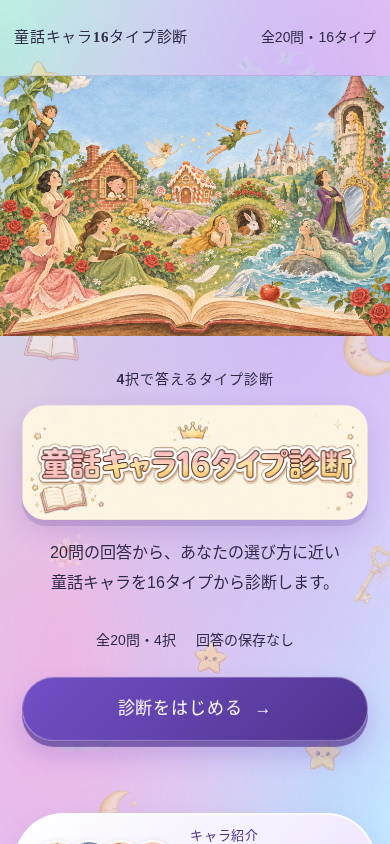 童話キャラ16タイプ診断
全20問・16タイプ
4択で答えるタイプ診断
童話キャラ16タイプ診断
20問の回答から、あなたの選び方に近い
童話キャラを16タイプから診断します。
全20問・4択 回答の保存なし
診断をはじめる →
キャラ紹介